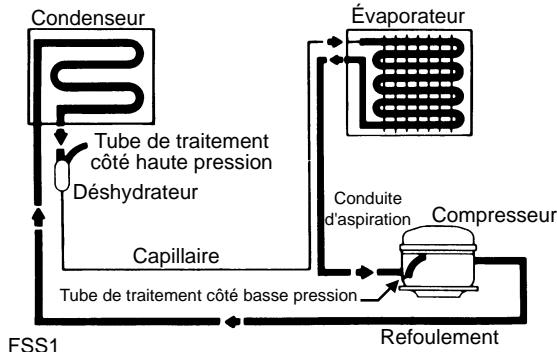 Condenseur
Évaporateur
Tube de traitement
côté haute pression
Déshydrateur
Conduite
d'aspiration
Compresseur
Capillaire
Tube de traitement côté basse pression
Refoulement
FSS1